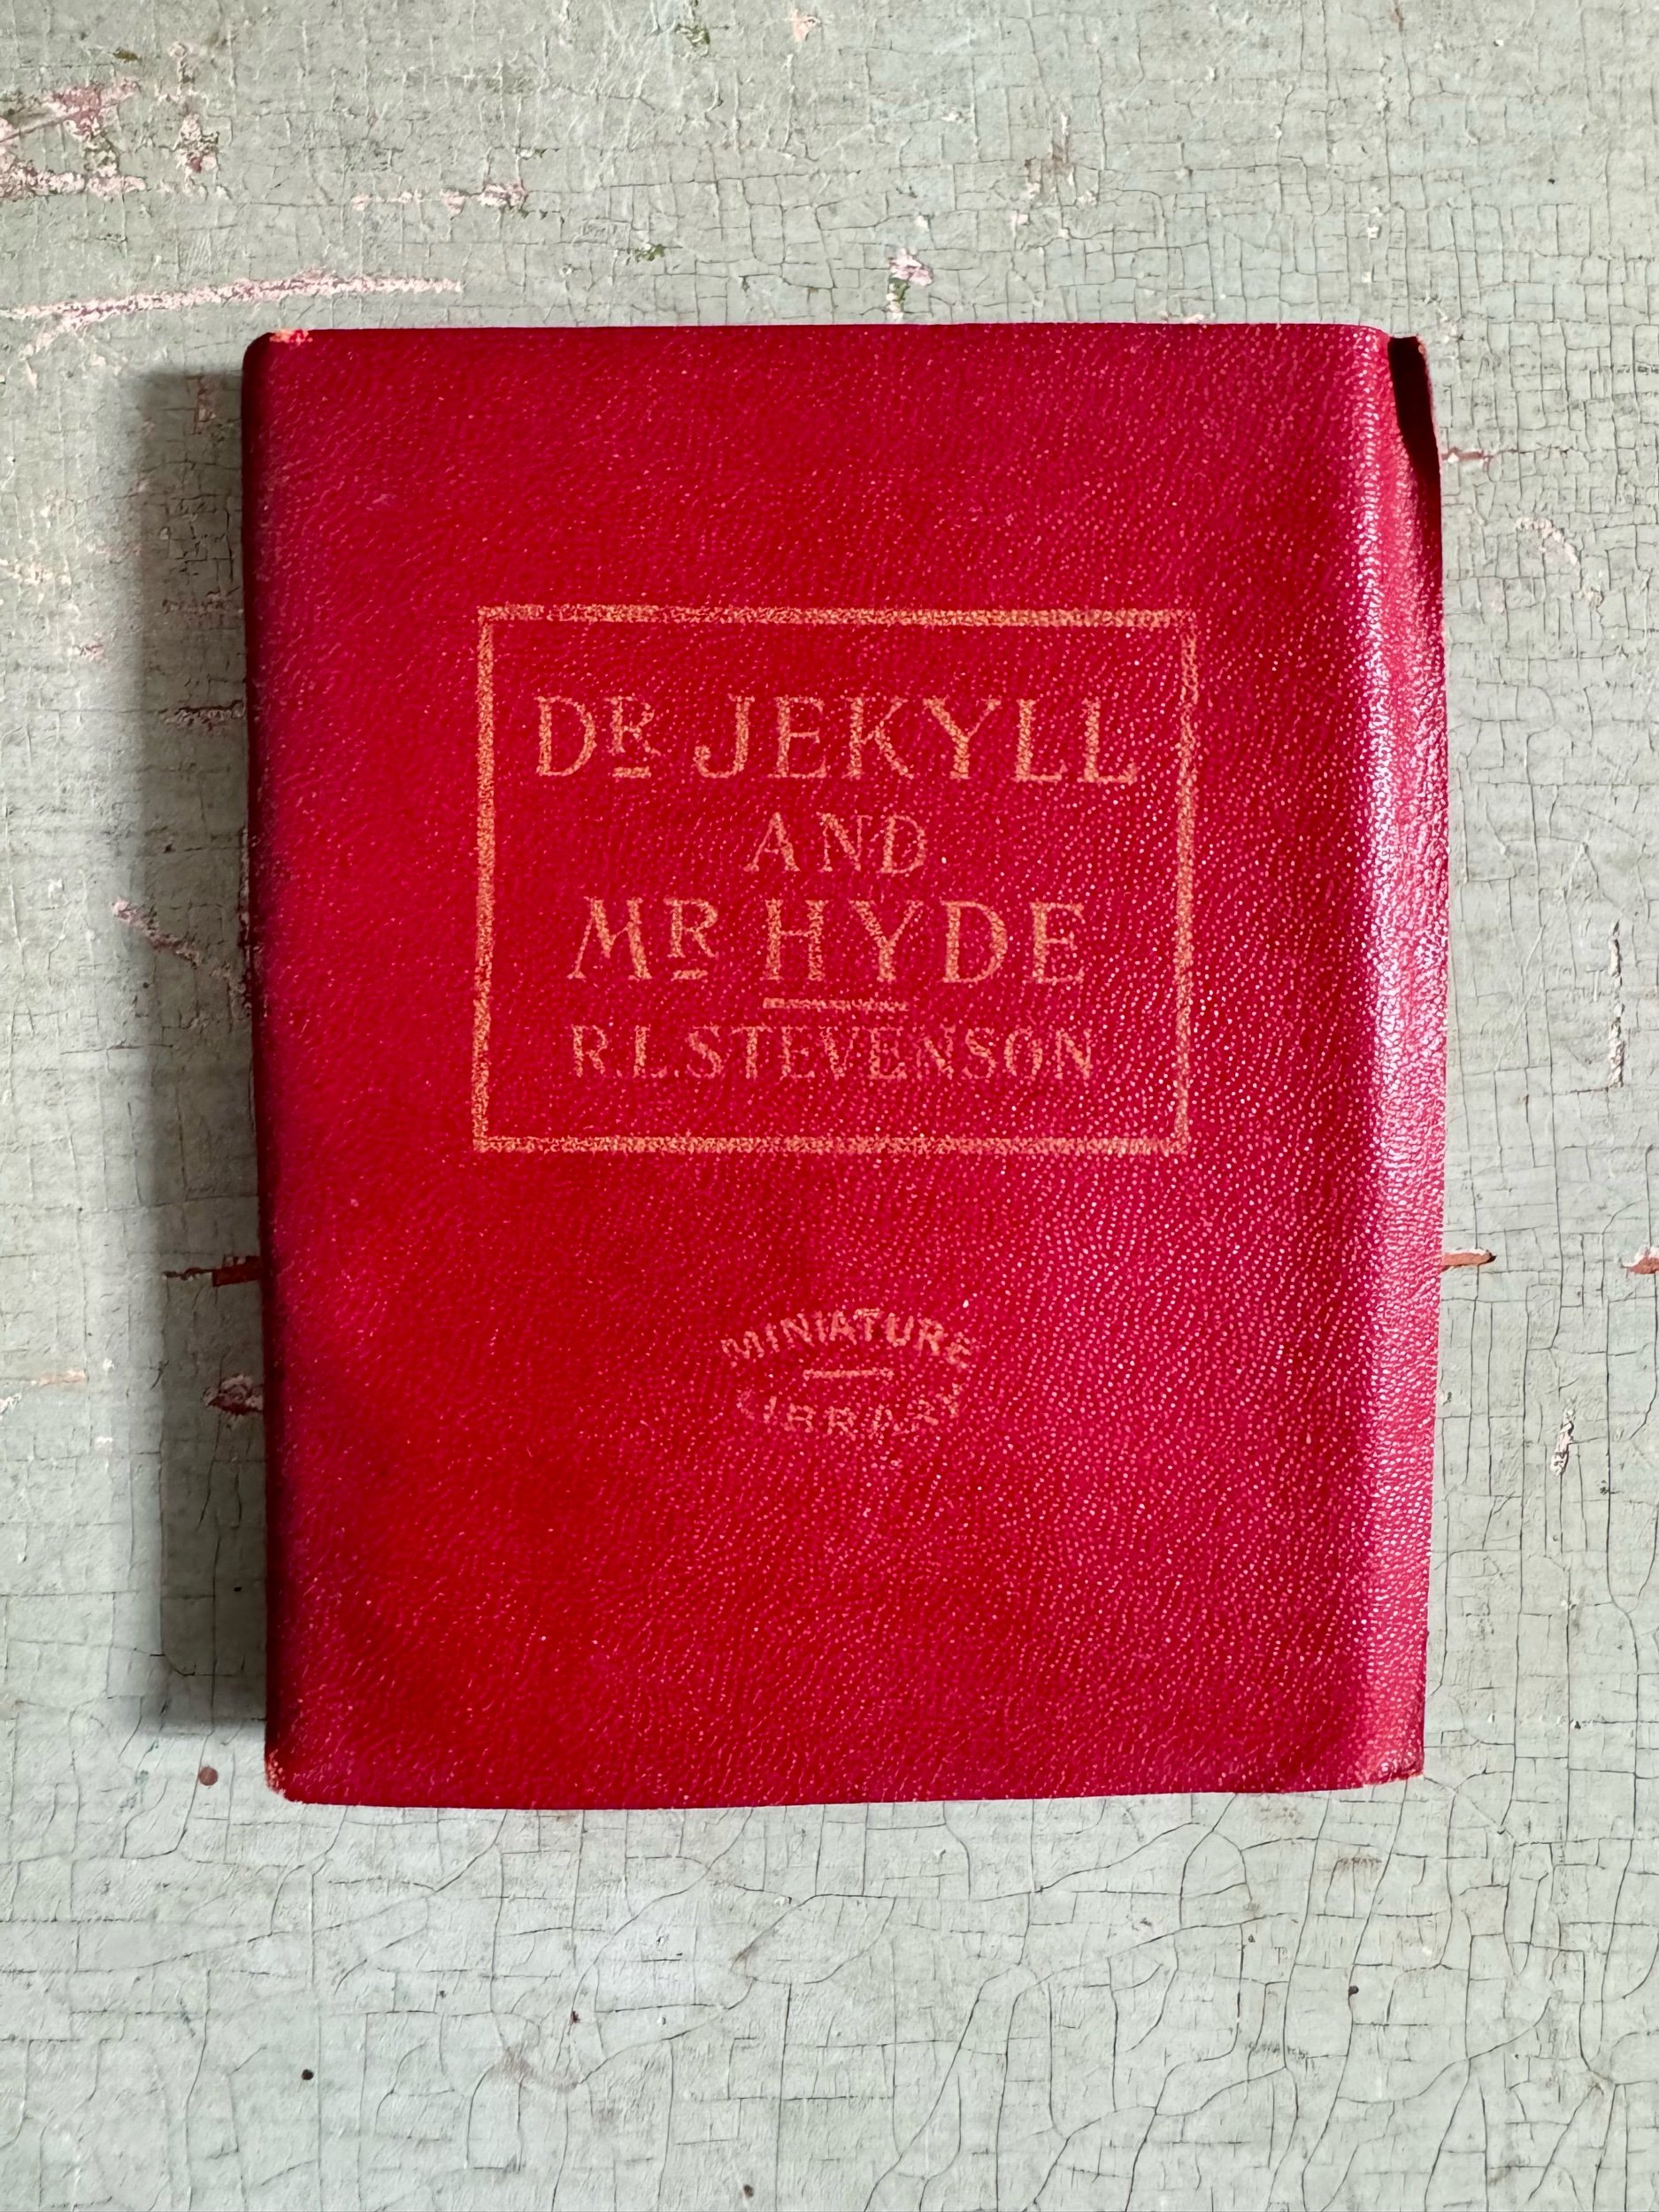 DR JEKYLL
AND
MR HYDE
R.L.STEVENSON
MINIATURE
LIBRARY